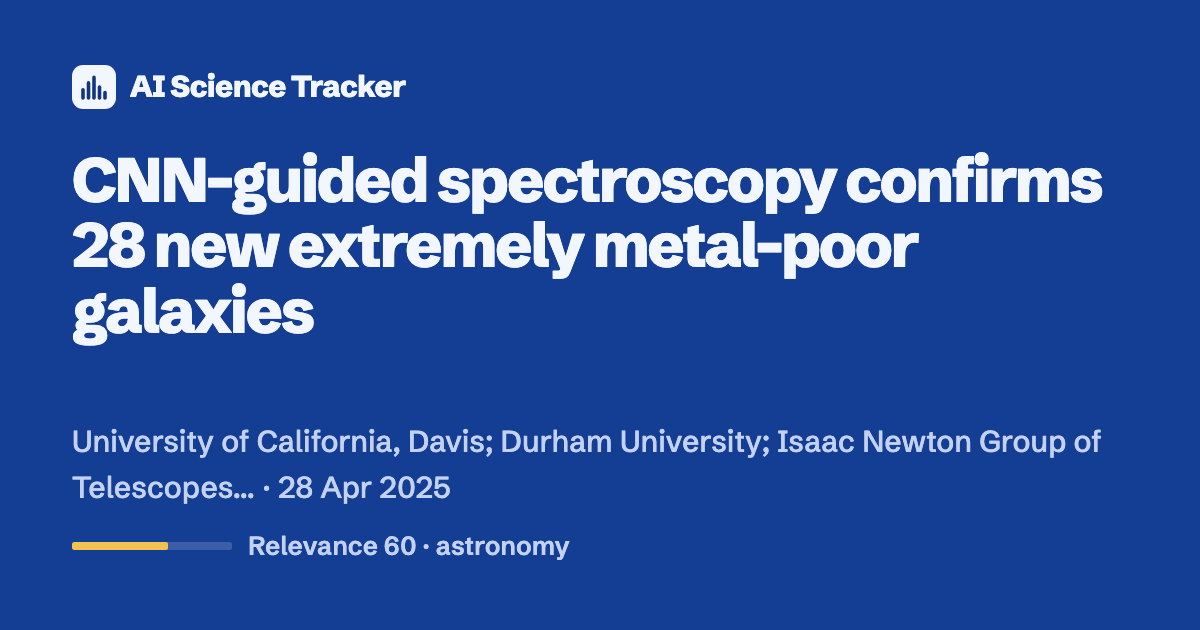 AI Science Tracker
CNN-guided spectroscopy confirms
28 new extremely metal-poor
galaxies
University of California, Davis; Durham University; Isaac Newton Group of
Telescopes... · 28 Apr 2025
Relevance 60 · astronomy